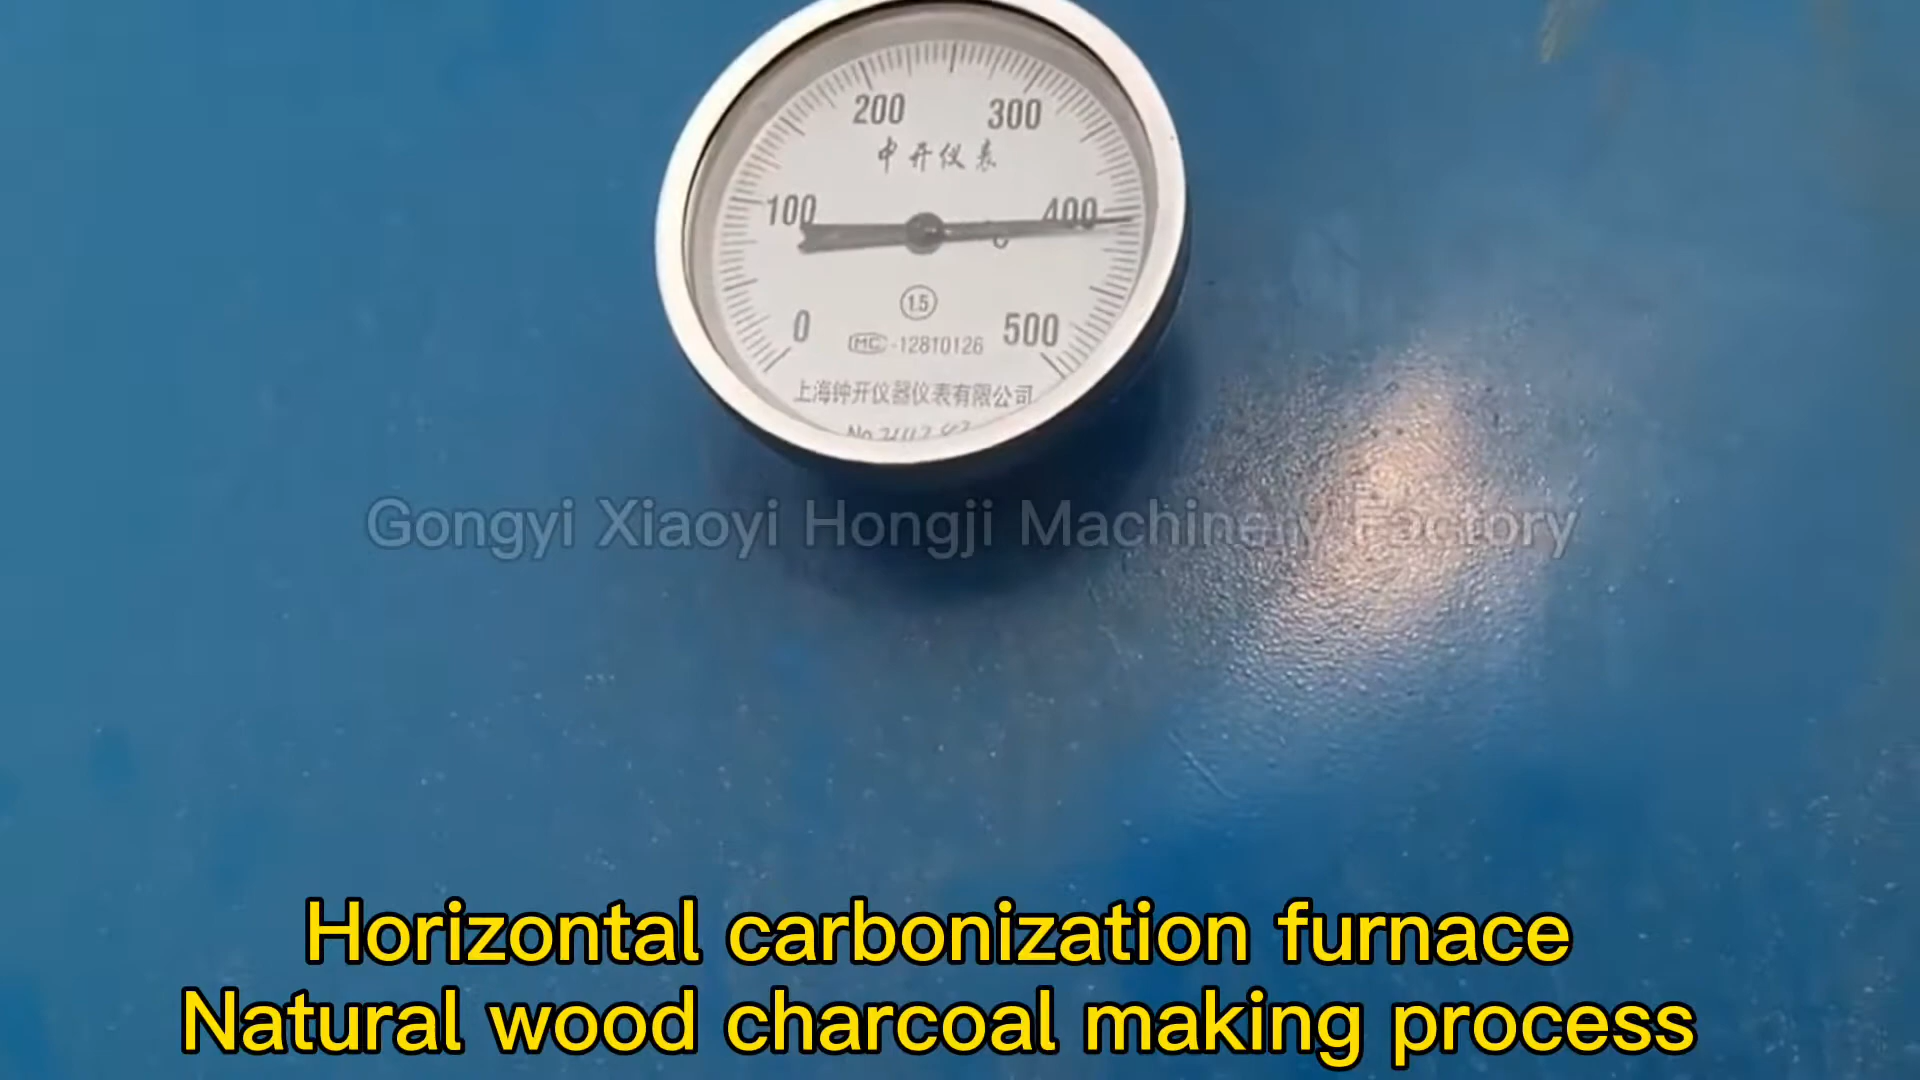 200 300
中开仪表
100 400
℃
1.5
0 500
MC -12810126
上海钟开仪器仪表有限公司
No
Gongyi Xiaoyi Hongji Machinery Factory
Horizontal carbonization furnace
Natural wood charcoal making process